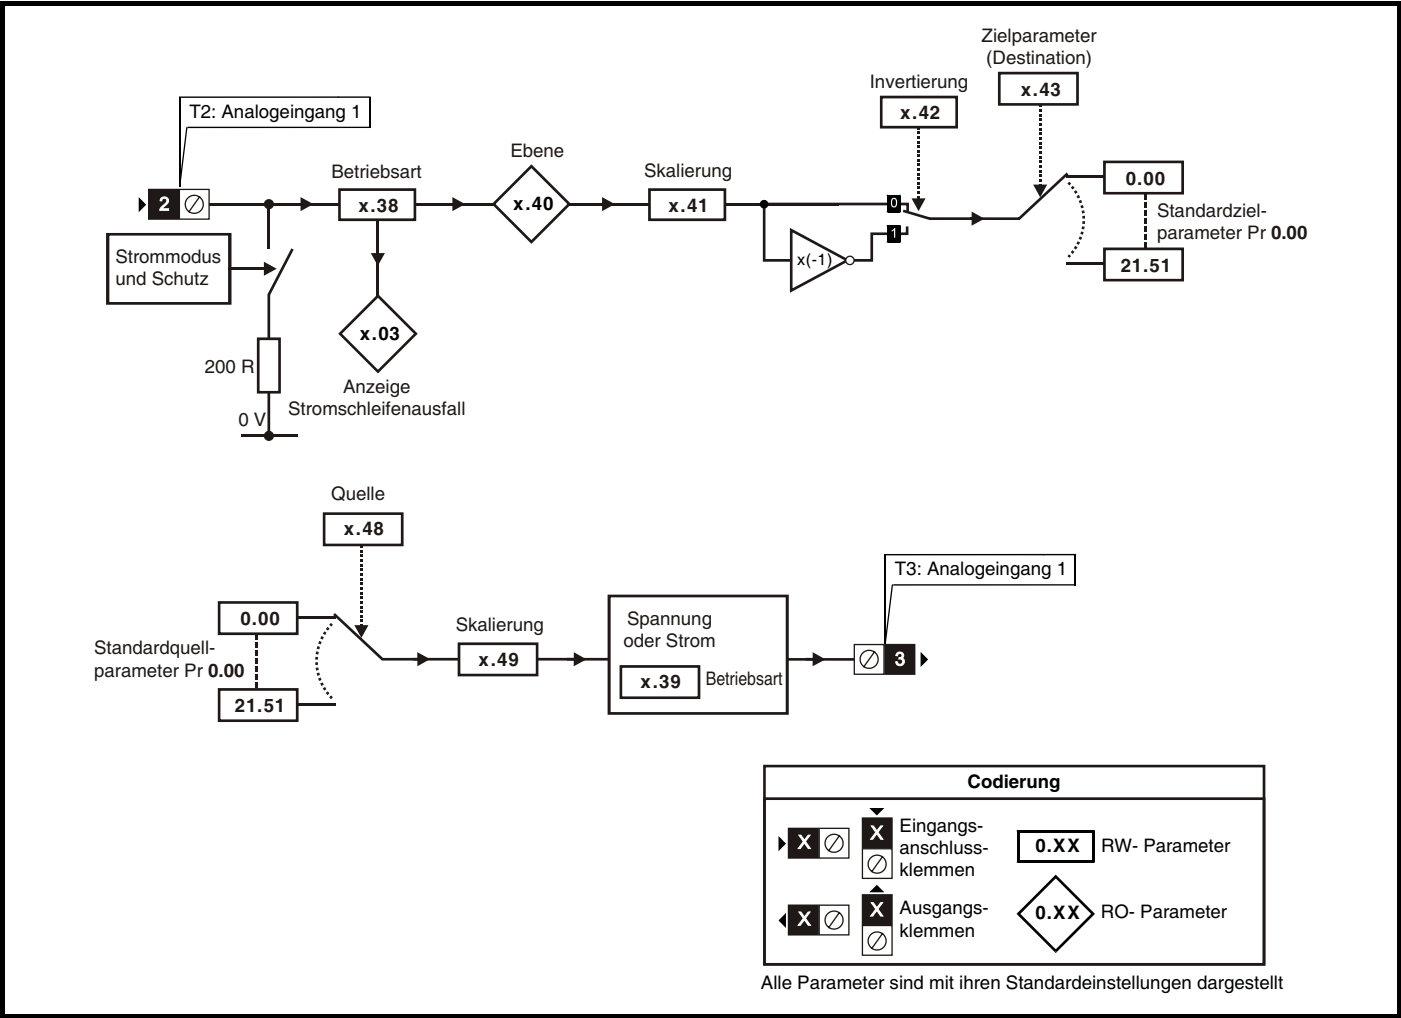 Zielparameter
(Destination)
x.43
Invertierung
x.42
T2: Analogeingang 1
Ebene
Betriebsart
Skalierung
2
x.38
x.40
x.41
0
1
x(-1)
0.00
Standardziel-
parameter Pr 0.00
21.51
Strommodus
und Schutz
x.03
200 R
Anzeige
Stromschleifenausfall
0 V
Quelle
x.48
T3: Analogeingang 1
0.00
Standardquell-
parameter Pr 0.00
21.51
Skalierung
x.49
Spannung
oder Strom
x.39
Betriebsart
3
Codierung
X
X
Eingangs-
anschluss-
klemmen
0.XX
RW- Parameter
X
X
Ausgangs-
klemmen
0.XX
RO- Parameter
Alle Parameter sind mit ihren Standardeinstellungen dargestellt